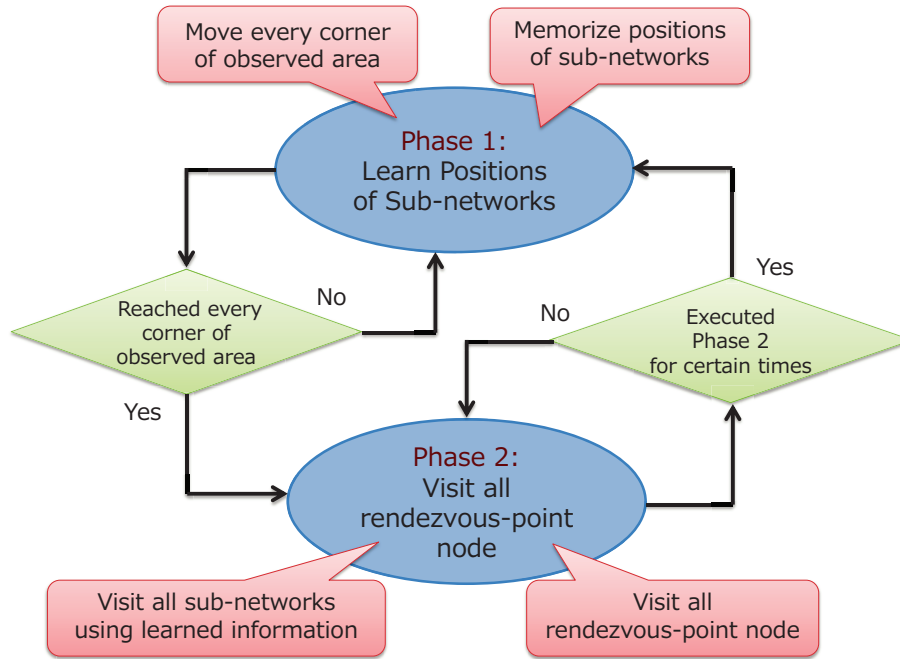 Move every corner
of observed area
Memorize positions
of sub-networks
Phase 1:
Learn Positions
of Sub-networks
Reached every
corner of
observed area
No
Yes
Executed
Phase 2
for certain times
Yes
No
Phase 2:
Visit all
rendezvous-point
node
Visit all sub-networks
using learned information
Visit all
rendezvous-point node